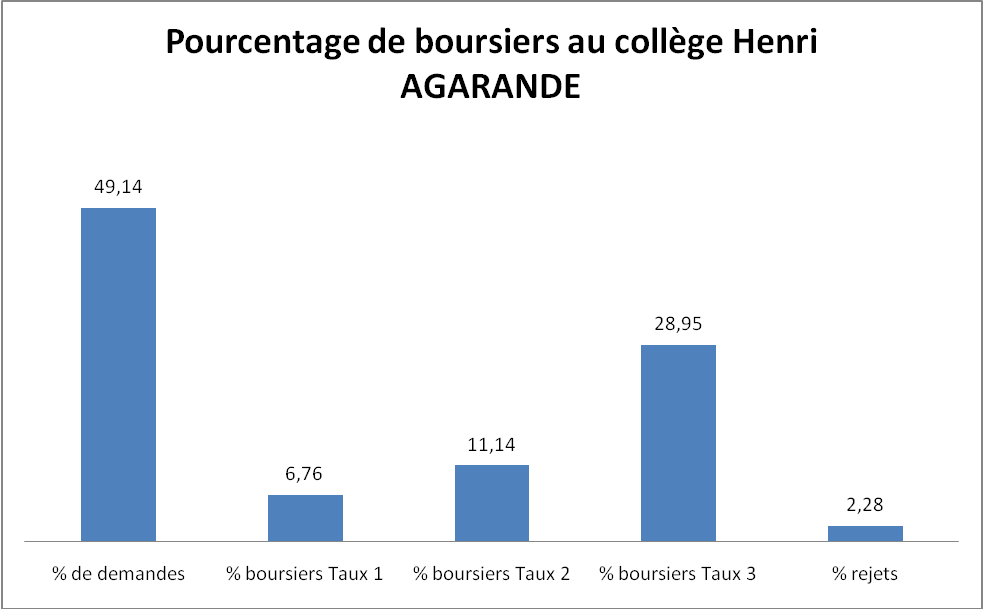 Pourcentage de boursiers au collège Henri
AGARANDE
49,14
6,76
11,14
28,95
2,28
% de demandes
% boursiers Taux 1
% boursiers Taux 2
% boursiers Taux 3
% rejets